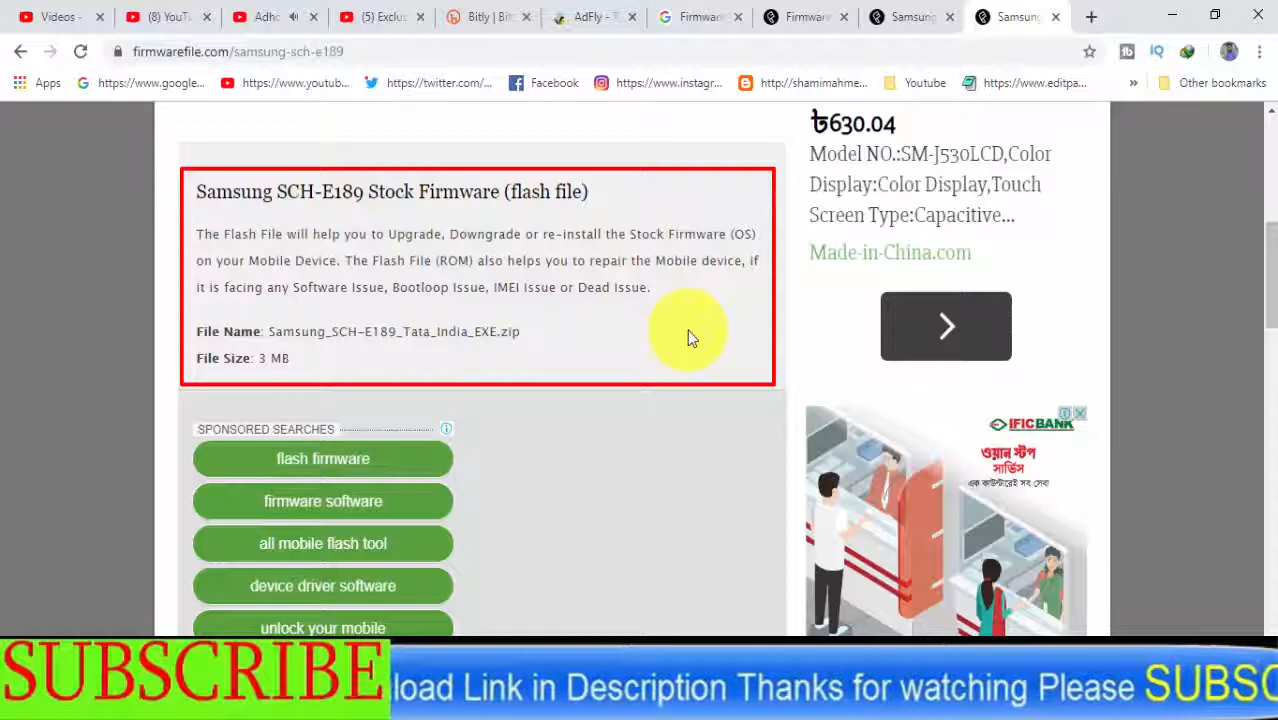 Videos -
(8) YouTu
Adho
(5) Exclus
Bitly | Bit
AdFly - T
Firmware
Firmware
Samsung
Samsung
firmwarefile.com/samsung-sch-e189
Apps
https://www.google...
https://www.youtub...
https://twitter.com/...
Facebook
https://www.instagr...
http://shamimahme...
Youtube
https://www.editpa...
»
Other bookmarks
৳630.04
Model NO.:SM-J530LCD,Color
Display:Color Display,Touch
Screen Type:Capacitive...
Made-in-China.com
Samsung SCH-E189 Stock Firmware (flash file)
The Flash File will help you to Upgrade, Downgrade or re-install the Stock Firmware (OS)
on your Mobile Device. The Flash File (ROM) also helps you to repair the Mobile device, if
it is facing any Software Issue, Bootloop Issue, IMEI Issue or Dead Issue.
File Name: Samsung_SCH-E189_Tata_India_EXE.zip
File Size: 3 MB
SPONSORED SEARCHES
flash firmware
firmware software
all mobile flash tool
device driver software
unlock your mobile
IFIC BANK
ওয়ান স্টপ
সার্ভিস
এক কাউন্টারেই সব সেবা
SUBSCRIBE
load Link in Description Thanks for watching Please SUBSC